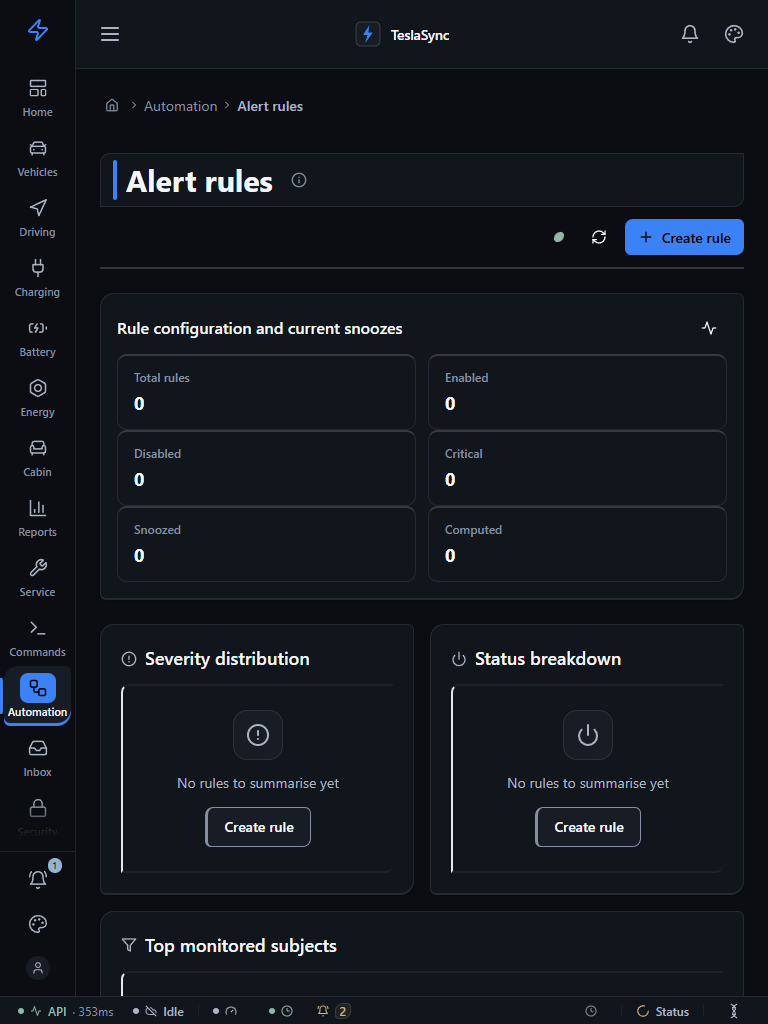 TeslaSync
Home
Vehicles
Driving
Charging
Battery
Energy
Cabin
Reports
Service
Commands
Automation
Inbox
Security
1
Automation
Alert rules
Alert rules
Create rule
Rule configuration and current snoozes
Total rules
0
Enabled
0
Disabled
0
Critical
0
Snoozed
0
Computed
0
Severity distribution
No rules to summarise yet
Create rule
Status breakdown
No rules to summarise yet
Create rule
Top monitored subjects
API · 353ms
Idle
2
Status